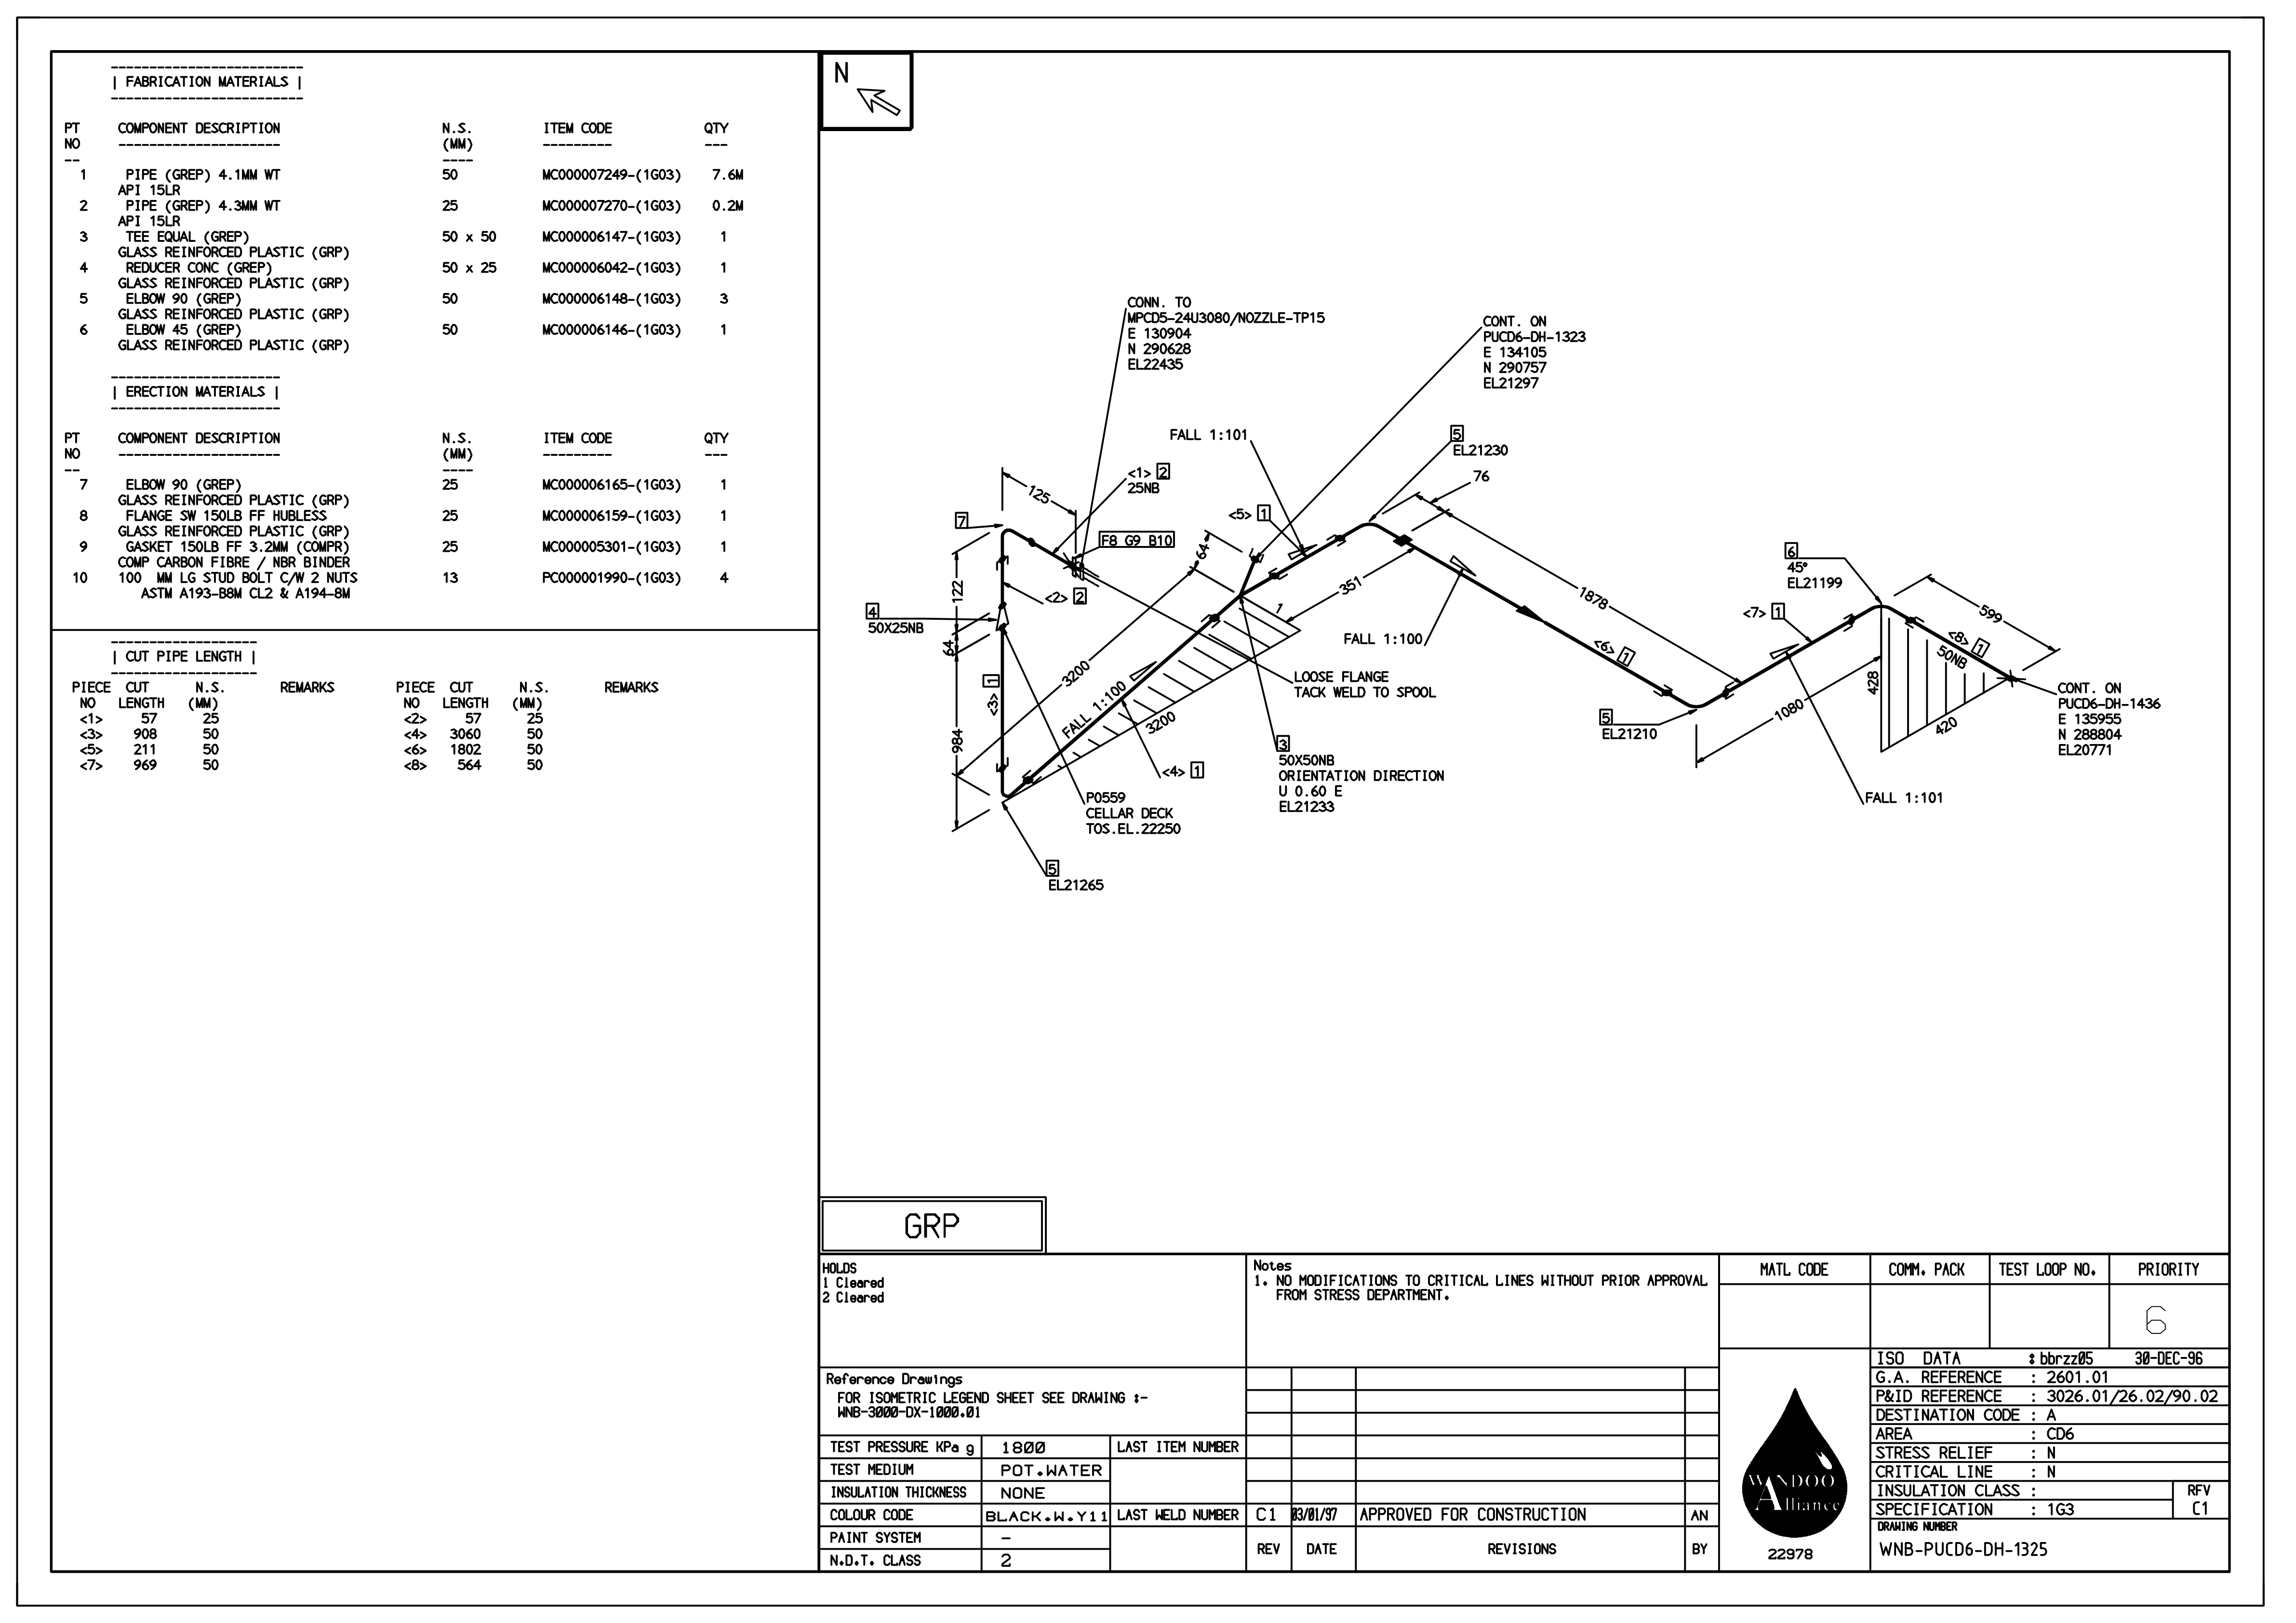 | FABRICATION MATERIALS |
PT NO COMPONENT DESCRIPTION N.S. (MM) ITEM CODE QTY
1 PIPE (GREP) 4.1MM WT 50 MC000007249-(1G03) 7.6M
API 15LR
2 PIPE (GREP) 4.3MM WT 25 MC000007270-(1G03) 0.2M
API 15LR
3 TEE EQUAL (GREP) 50 x 50 MC000006147-(1G03) 1
GLASS REINFORCED PLASTIC (GRP)
4 REDUCER CONC (GREP) 50 x 25 MC000006042-(1G03) 1
GLASS REINFORCED PLASTIC (GRP)
5 ELBOW 90 (GREP) 50 MC000006148-(1G03) 3
GLASS REINFORCED PLASTIC (GRP)
6 ELBOW 45 (GREP) 50 MC000006146-(1G03) 1
GLASS REINFORCED PLASTIC (GRP)
| ERECTION MATERIALS |
PT NO COMPONENT DESCRIPTION N.S. (MM) ITEM CODE QTY
7 ELBOW 90 (GREP) 25 MC000006165-(1G03) 1
GLASS REINFORCED PLASTIC (GRP)
8 FLANGE SW 150LB FF HUBLESS 25 MC000006159-(1G03) 1
GLASS REINFORCED PLASTIC (GRP)
9 GASKET 150LB FF 3.2MM (COMPR) 25 MC000005301-(1G03) 1
COMP CARBON FIBRE / NBR BINDER
10 100 MM LG STUD BOLT C/W 2 NUTS 13 PC000001990-(1G03) 4
ASTM A193-B8M CL2 & A194-8M
| CUT PIPE LENGTH |
PIECE CUT N.S. REMARKS PIECE CUT N.S. REMARKS
NO LENGTH (MM) NO LENGTH (MM)
<1> 57 25 <2> 57 25
<3> 908 50 <4> 3060 50
<5> 211 50 <6> 1802 50
<7> 969 50 <8> 564 50
N
CONN. TO
MPCD5-24U3080/NOZZLE-TP15
E 130904
N 290628
EL22435
CONT. ON
PUCD6-DH-1323
E 134105
N 290757
EL21297
FALL 1:101
5
EL21230
76
<1> 2
25NB
125
7
<5> 1
F8 G9 B10
64
351
1
122
<2> 2
4
50X25NB
64
6
45°
EL21199
1878
599
<7> 1
FALL 1:100
<8> 1
50NB
<6> 1
3200
LOOSE FLANGE
TACK WELD TO SPOOL
<3> 1
FALL 1:100
3200
428
420
1080
CONT. ON
PUCD6-DH-1436
E 135955
N 288804
EL20771
5
EL21210
984
3
50X50NB
ORIENTATION DIRECTION
U 0.60 E
EL21233
<4> 1
P0559
CELLAR DECK
TOS.EL.22250
FALL 1:101
5
EL21265
GRP
HOLDS
1 Cleared
2 Cleared
Notes
1. NO MODIFICATIONS TO CRITICAL LINES WITHOUT PRIOR APPROVAL
FROM STRESS DEPARTMENT.
MATL CODE COMM. PACK TEST LOOP NO. PRIORITY
6
Reference Drawings
FOR ISOMETRIC LEGEND SHEET SEE DRAWING :-
WNB-3000-DX-1000.01
TEST PRESSURE KPa g 1800 LAST ITEM NUMBER
TEST MEDIUM POT.WATER
INSULATION THICKNESS NONE
COLOUR CODE BLACK.W.Y11 LAST WELD NUMBER
PAINT SYSTEM -
N.D.T. CLASS 2
C1 03/01/97 APPROVED FOR CONSTRUCTION AN
REV DATE REVISIONS BY
WANDOO
Alliance
22978
ISO DATA : bbrzz05 30-DEC-96
G.A. REFERENCE : 2601.01
P&ID REFERENCE : 3026.01/26.02/90.02
DESTINATION CODE : A
AREA : CD6
STRESS RELIEF : N
CRITICAL LINE : N
INSULATION CLASS : RFV
SPECIFICATION : 1G3 C1
DRAWING NUMBER
WNB-PUCD6-DH-1325